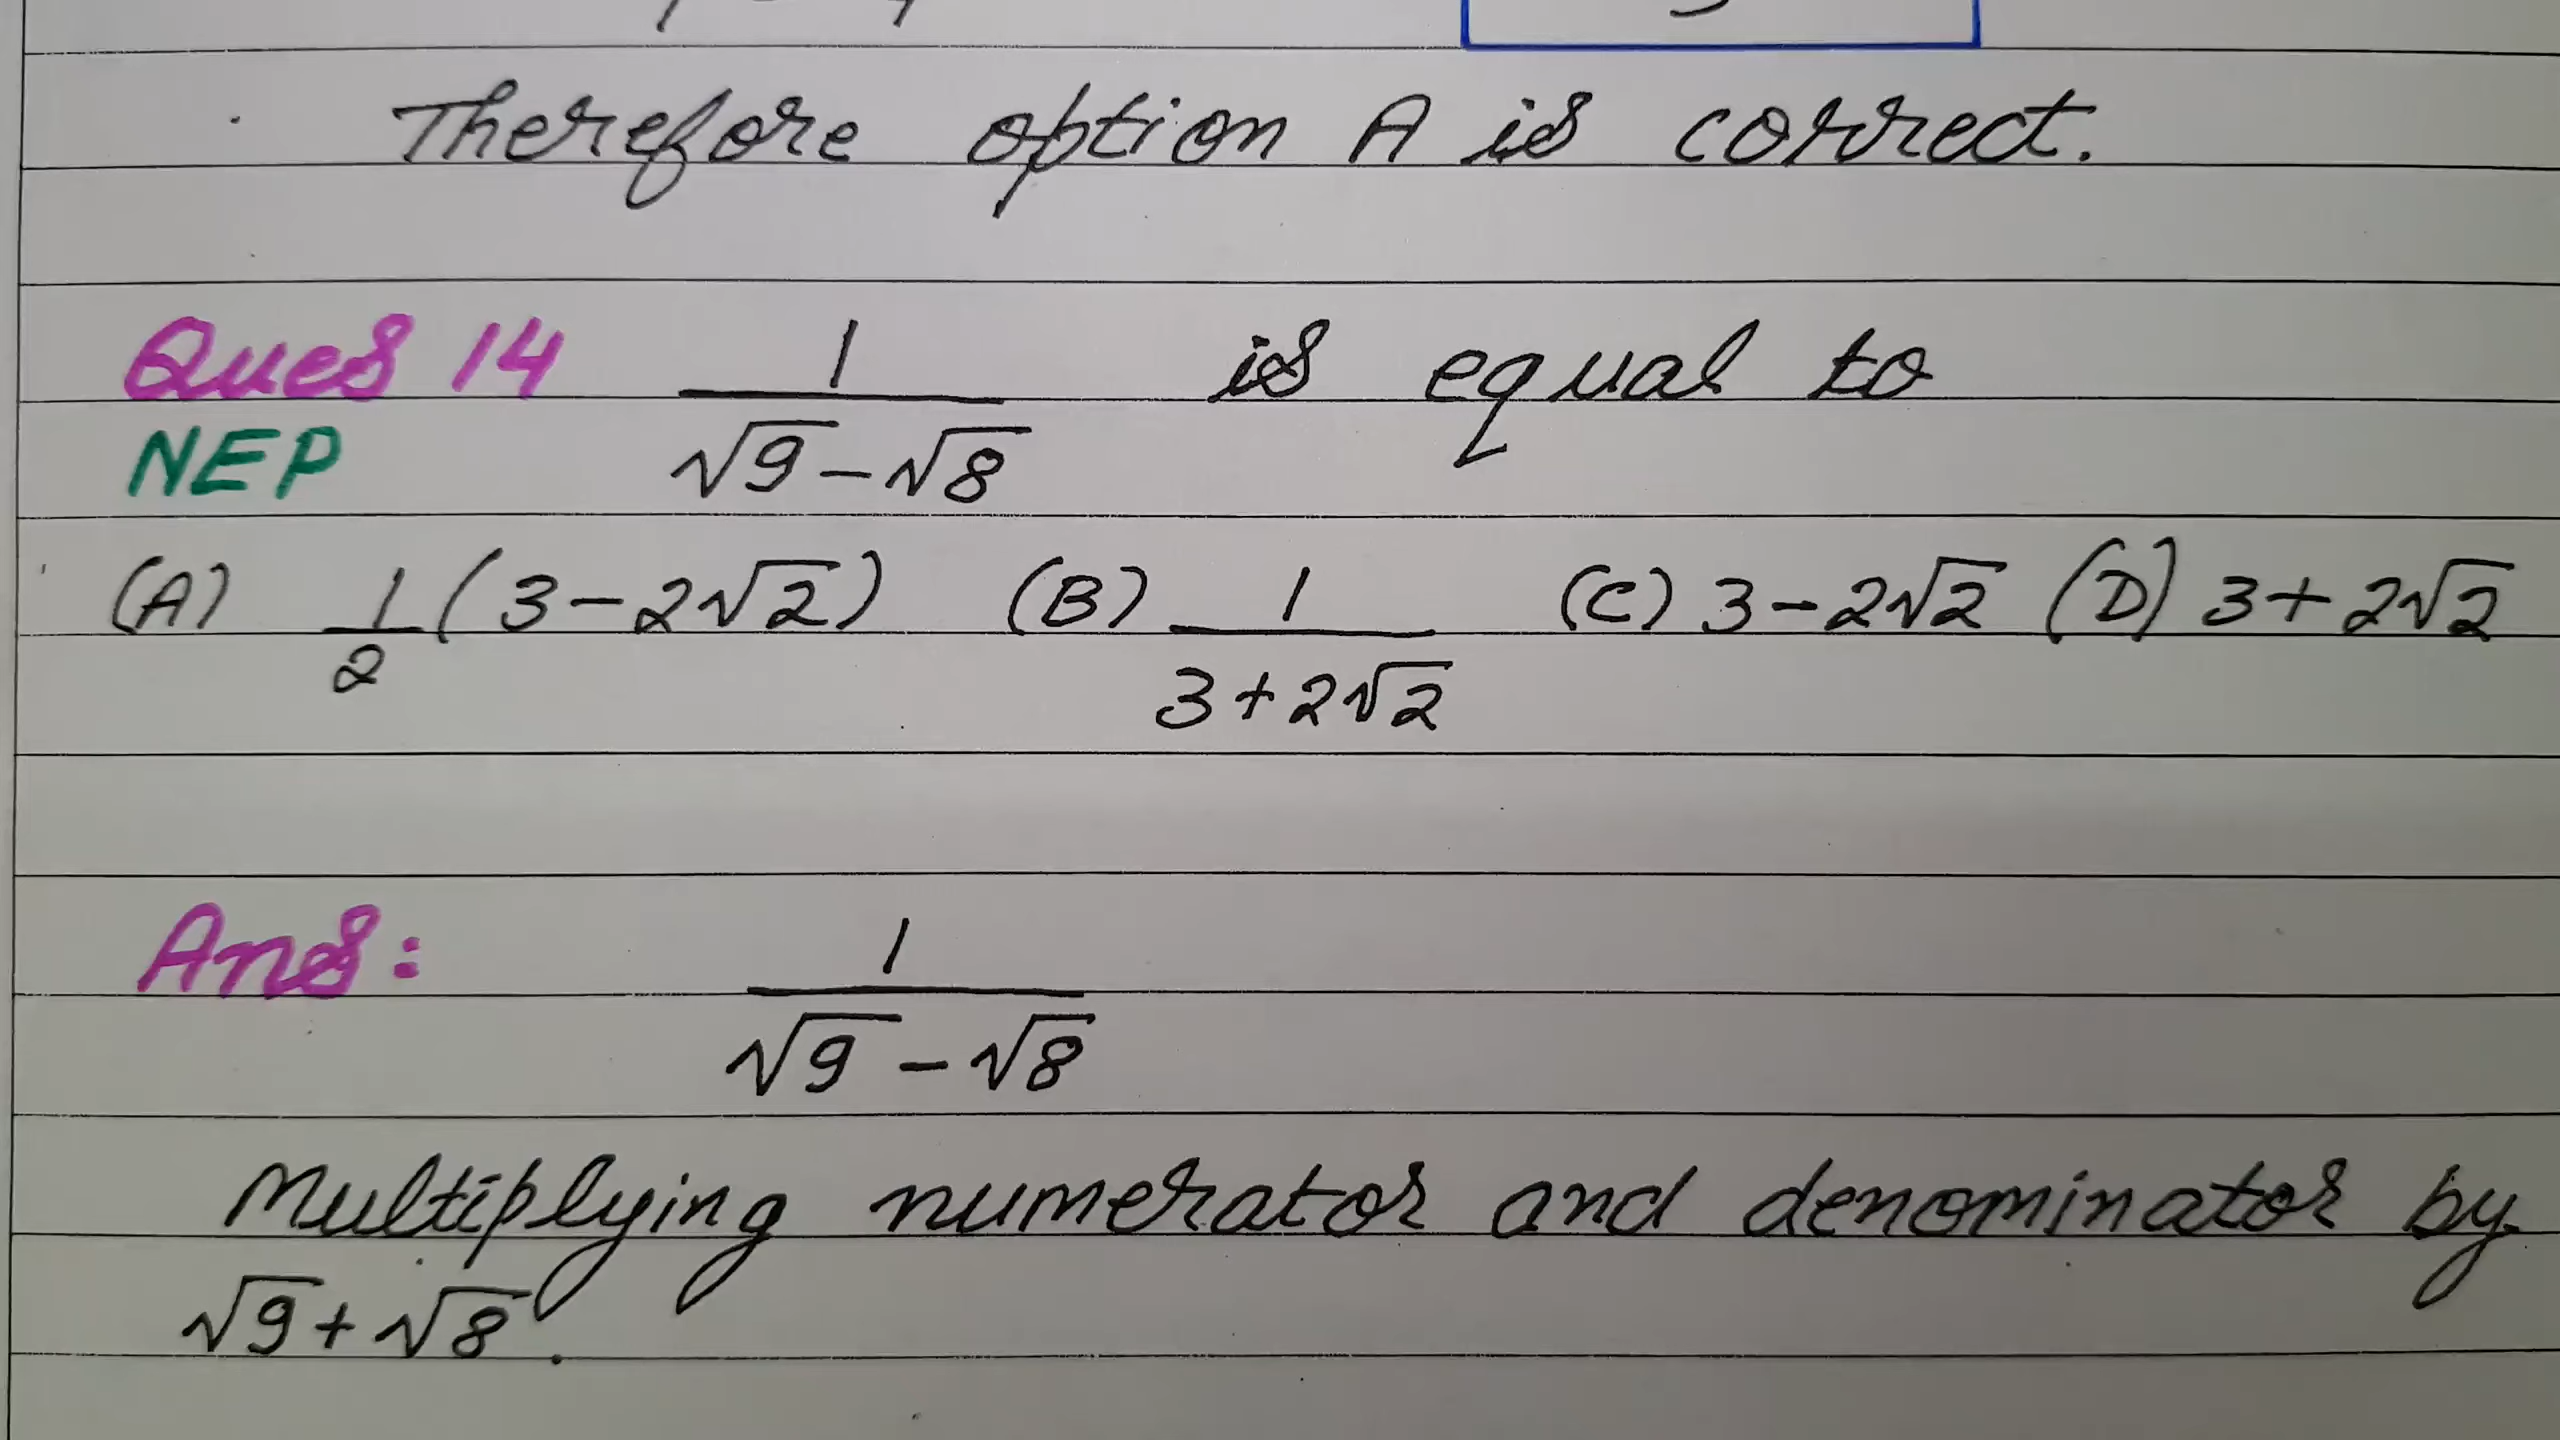 Therefore option A is correct.
Ques 14 1/(√9-√8) is equal to
NEP
(A) 1/2 (3-2√2) (B) 1/(3+2√2) (C) 3-2√2 (D) 3+2√2
Ans: 1/(√9-√8)
Multiplying numerator and denominator by
√9+√8.